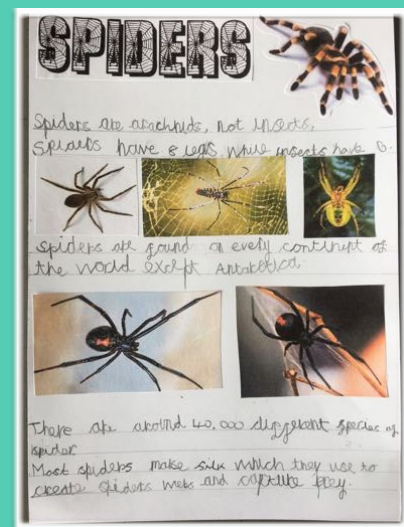 SPIDERS
Spiders are arachnids, not insects.
Spiders have 8 legs, while insects have 6.
Spiders are found on every continent of
the world except Antarctica
There are around 40,000 different species of
spider
Most spiders make silk which they use to
create spiders webs and capture prey.